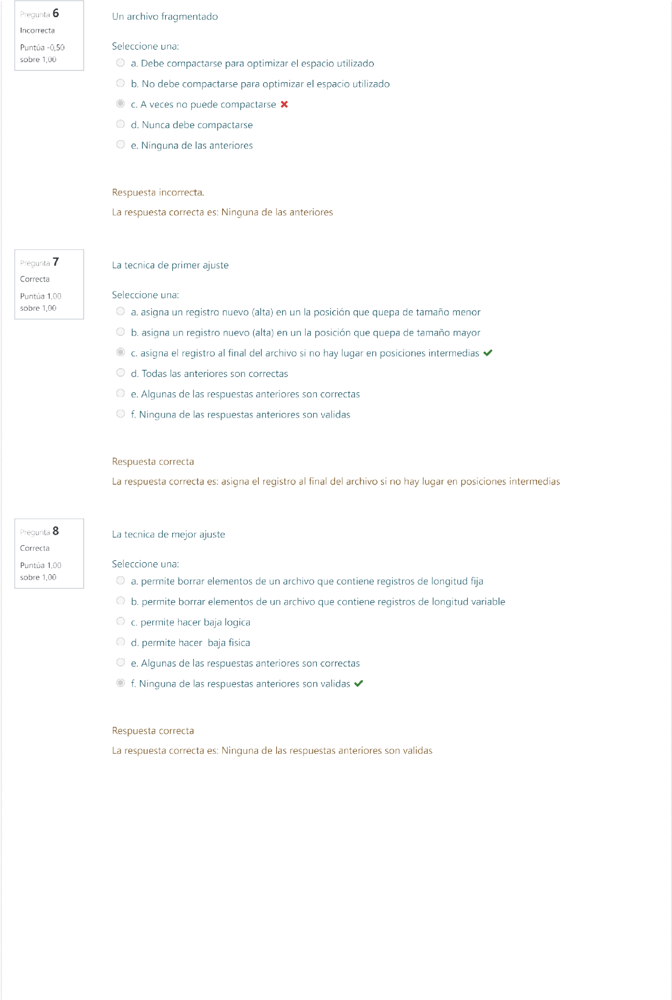 Pregunta 6
Incorrecta
Puntúa -0,50
sobre 1,00
Un archivo fragmentado
Seleccione una:
a. Debe compactarse para optimizar el espacio utilizado
b. No debe compactarse para optimizar el espacio utilizado
c. A veces no puede compactarse
d. Nunca debe compactarse
e. Ninguna de las anteriores
Respuesta incorrecta.
La respuesta correcta es: Ninguna de las anteriores
Pregunta 7
Correcta
Puntúa 1,00
sobre 1,00
La tecnica de primer ajuste
Seleccione una:
a. asigna un registro nuevo (alta) en un la posición que quepa de tamaño menor
b. asigna un registro nuevo (alta) en un la posición que quepa de tamaño mayor
c. asigna el registro al final del archivo si no hay lugar en posiciones intermedias
d. Todas las anteriores son correctas
e. Algunas de las respuestas anteriores son correctas
f. Ninguna de las respuestas anteriores son validas
Respuesta correcta
La respuesta correcta es: asigna el registro al final del archivo si no hay lugar en posiciones intermedias
Pregunta 8
Correcta
Puntúa 1,00
sobre 1,00
La tecnica de mejor ajuste
Seleccione una:
a. permite borrar elementos de un archivo que contiene registros de longitud fija
b. permite borrar elementos de un archivo que contiene registros de longitud variable
c. permite hacer baja logica
d. permite hacer  baja fisica
e. Algunas de las respuestas anteriores son correctas
f. Ninguna de las respuestas anteriores son validas
Respuesta correcta
La respuesta correcta es: Ninguna de las respuestas anteriores son validas